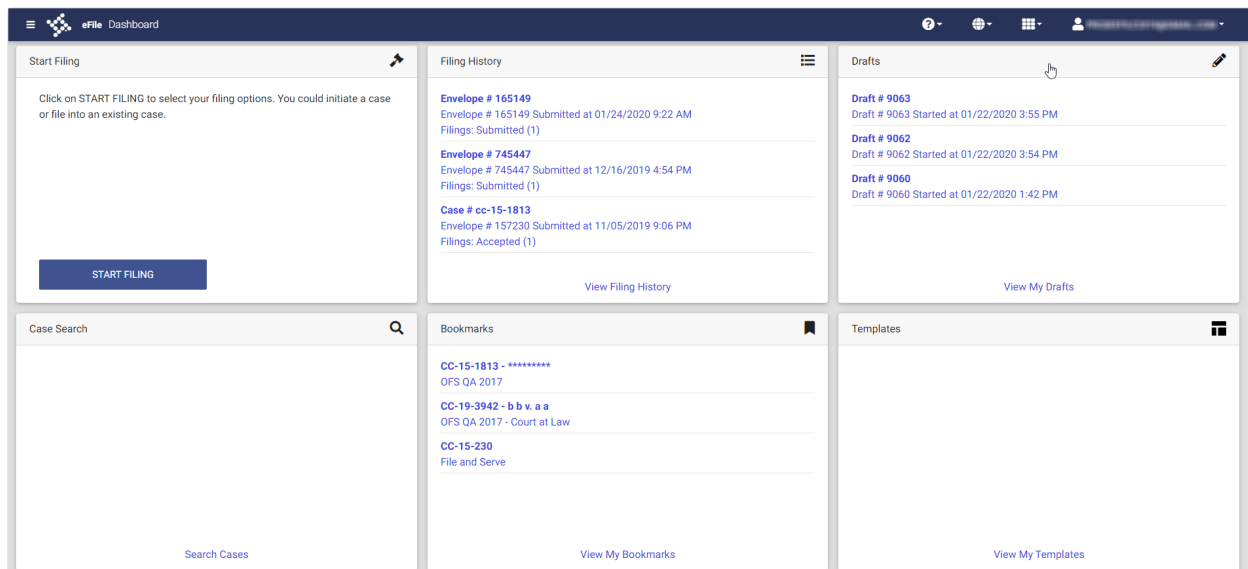 eFile Dashboard
Start Filing
Click on START FILING to select your filing options. You could initiate a case
or file into an existing case.
START FILING
Filing History
Envelope # 165149
Envelope # 165149 Submitted at 01/24/2020 9:22 AM
Filings: Submitted (1)
Envelope # 745447
Envelope # 745447 Submitted at 12/16/2019 4:54 PM
Filings: Submitted (1)
Case # cc-15-1813
Envelope # 157230 Submitted at 11/05/2019 9:06 PM
Filings: Accepted (1)
View Filing History
Drafts
Draft # 9063
Draft # 9063 Started at 01/22/2020 3:55 PM
Draft # 9062
Draft # 9062 Started at 01/22/2020 3:54 PM
Draft # 9060
Draft # 9060 Started at 01/22/2020 1:42 PM
View My Drafts
Case Search
Search Cases
Bookmarks
CC-15-1813 - *********
OFS QA 2017
CC-19-3942 - b b v. a a
OFS QA 2017 - Court at Law
CC-15-230
File and Serve
View My Bookmarks
Templates
View My Templates